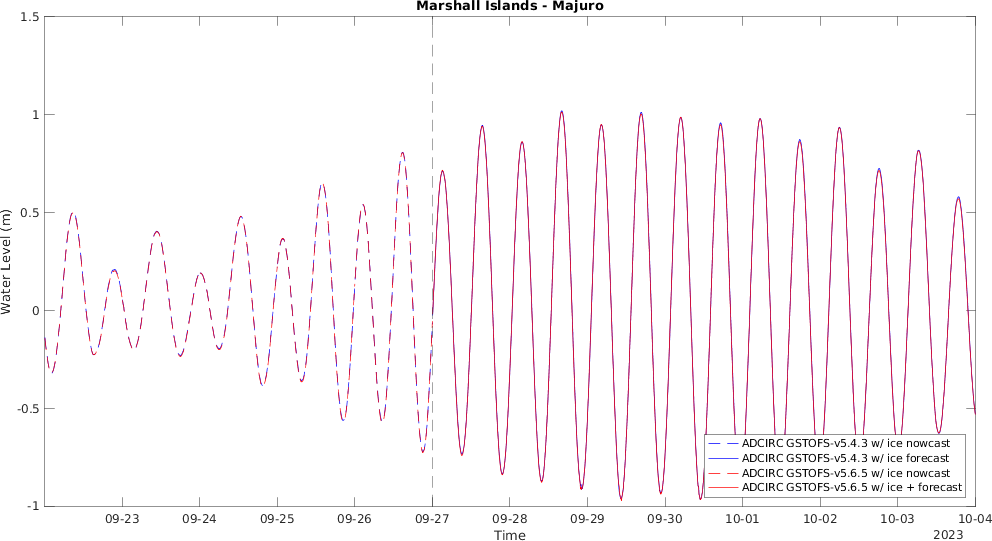 Marshall Islands - Majuro
1.5
1
0.5
0
-0.5
-1
Water Level (m)
ADCIRC GSTOFS-v5.4.3 w/ ice nowcast
ADCIRC GSTOFS-v5.4.3 w/ ice forecast
ADCIRC GSTOFS-v5.6.5 w/ ice nowcast
ADCIRC GSTOFS-v5.6.5 w/ ice + forecast
09-23 09-24 09-25 09-26 09-27 09-28 09-29 09-30 10-01 10-02 10-03 10-04
Time
2023